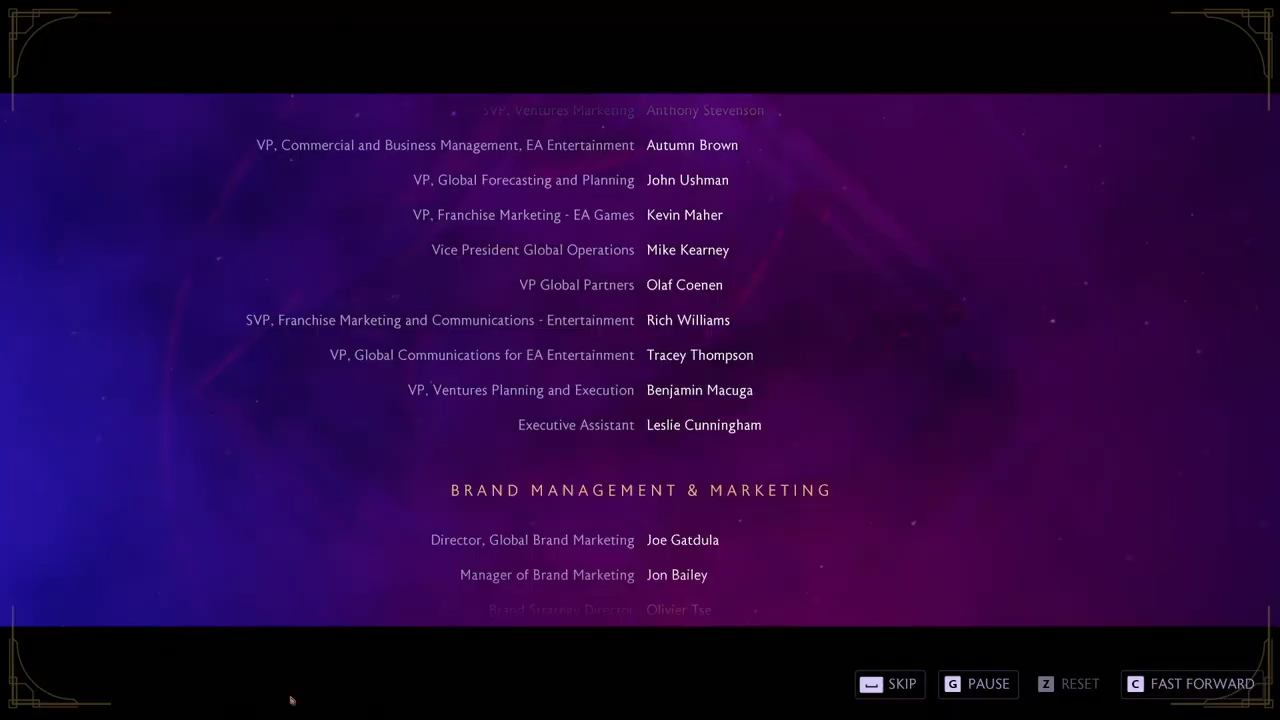 SVP, Ventures Marketing Anthony Stevenson
VP, Commercial and Business Management, EA Entertainment Autumn Brown
VP, Global Forecasting and Planning John Ushman
VP, Franchise Marketing - EA Games Kevin Maher
Vice President Global Operations Mike Kearney
VP Global Partners Olaf Coenen
SVP, Franchise Marketing and Communications - Entertainment Rich Williams
VP, Global Communications for EA Entertainment Tracey Thompson
VP, Ventures Planning and Execution Benjamin Macuga
Executive Assistant Leslie Cunningham
BRAND MANAGEMENT & MARKETING
Director, Global Brand Marketing Joe Gatdula
Manager of Brand Marketing Jon Bailey
Brand Strategy Director Olivier Tse
SKIP G PAUSE Z RESET C FAST FORWARD